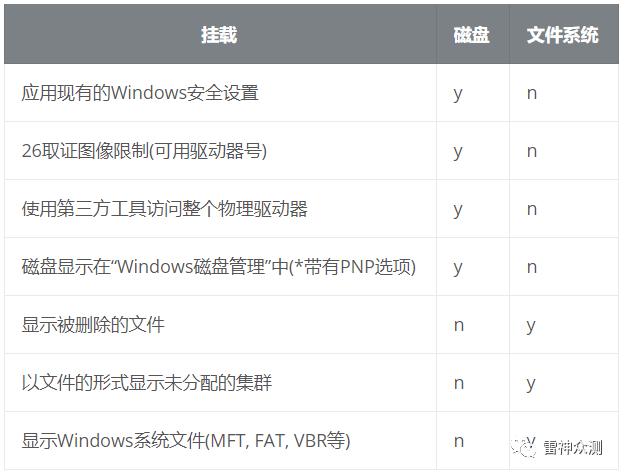 挂载 磁盘 文件系统
应用现有的Windows安全设置 y n
26取证图像限制(可用驱动器号) y n
使用第三方工具访问整个物理驱动器 y n
磁盘显示在“Windows磁盘管理”中(*带有PNP选项) y n
显示被删除的文件 n y
以文件的形式显示未分配的集群 n y
显示Windows系统文件(MFT, FAT, VBR等) n y
雷神众测